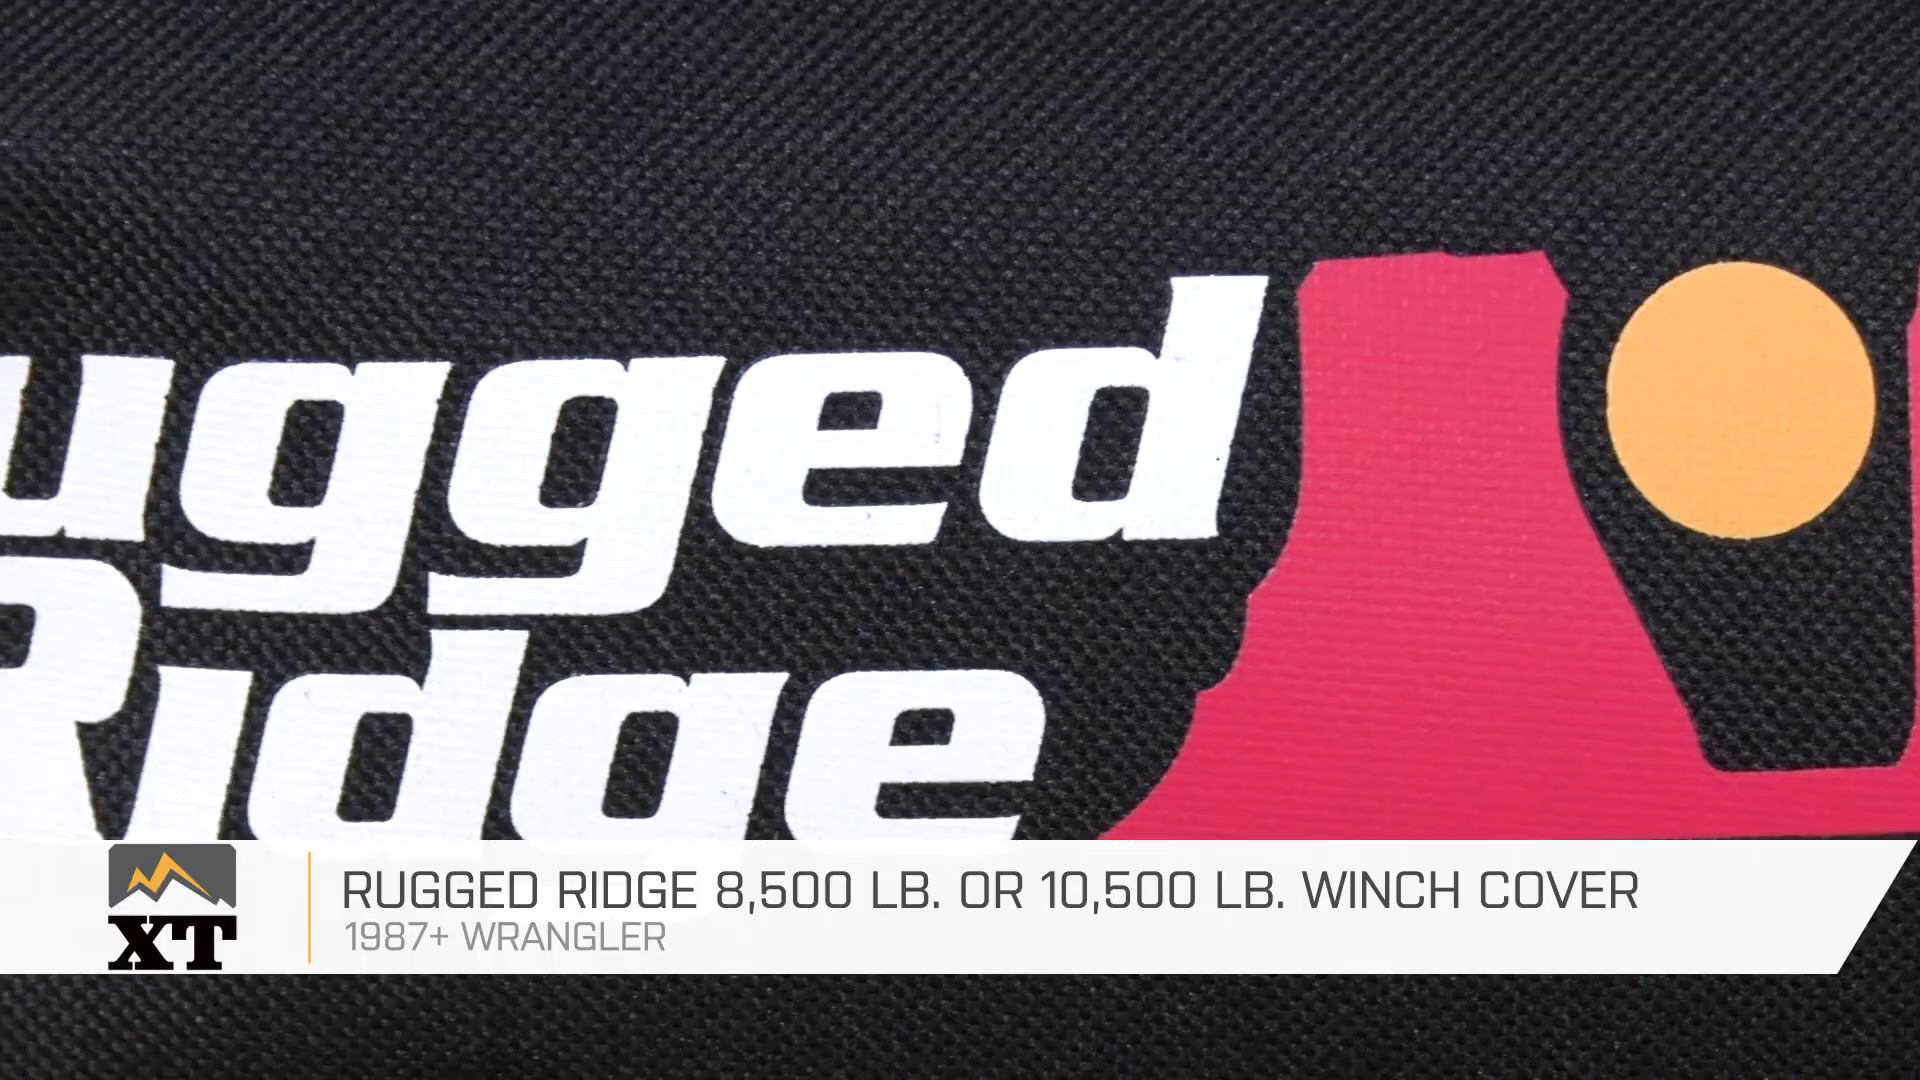 ugged
Ridge
XT
RUGGED RIDGE 8,500 LB. OR 10,500 LB. WINCH COVER
1987+ WRANGLER